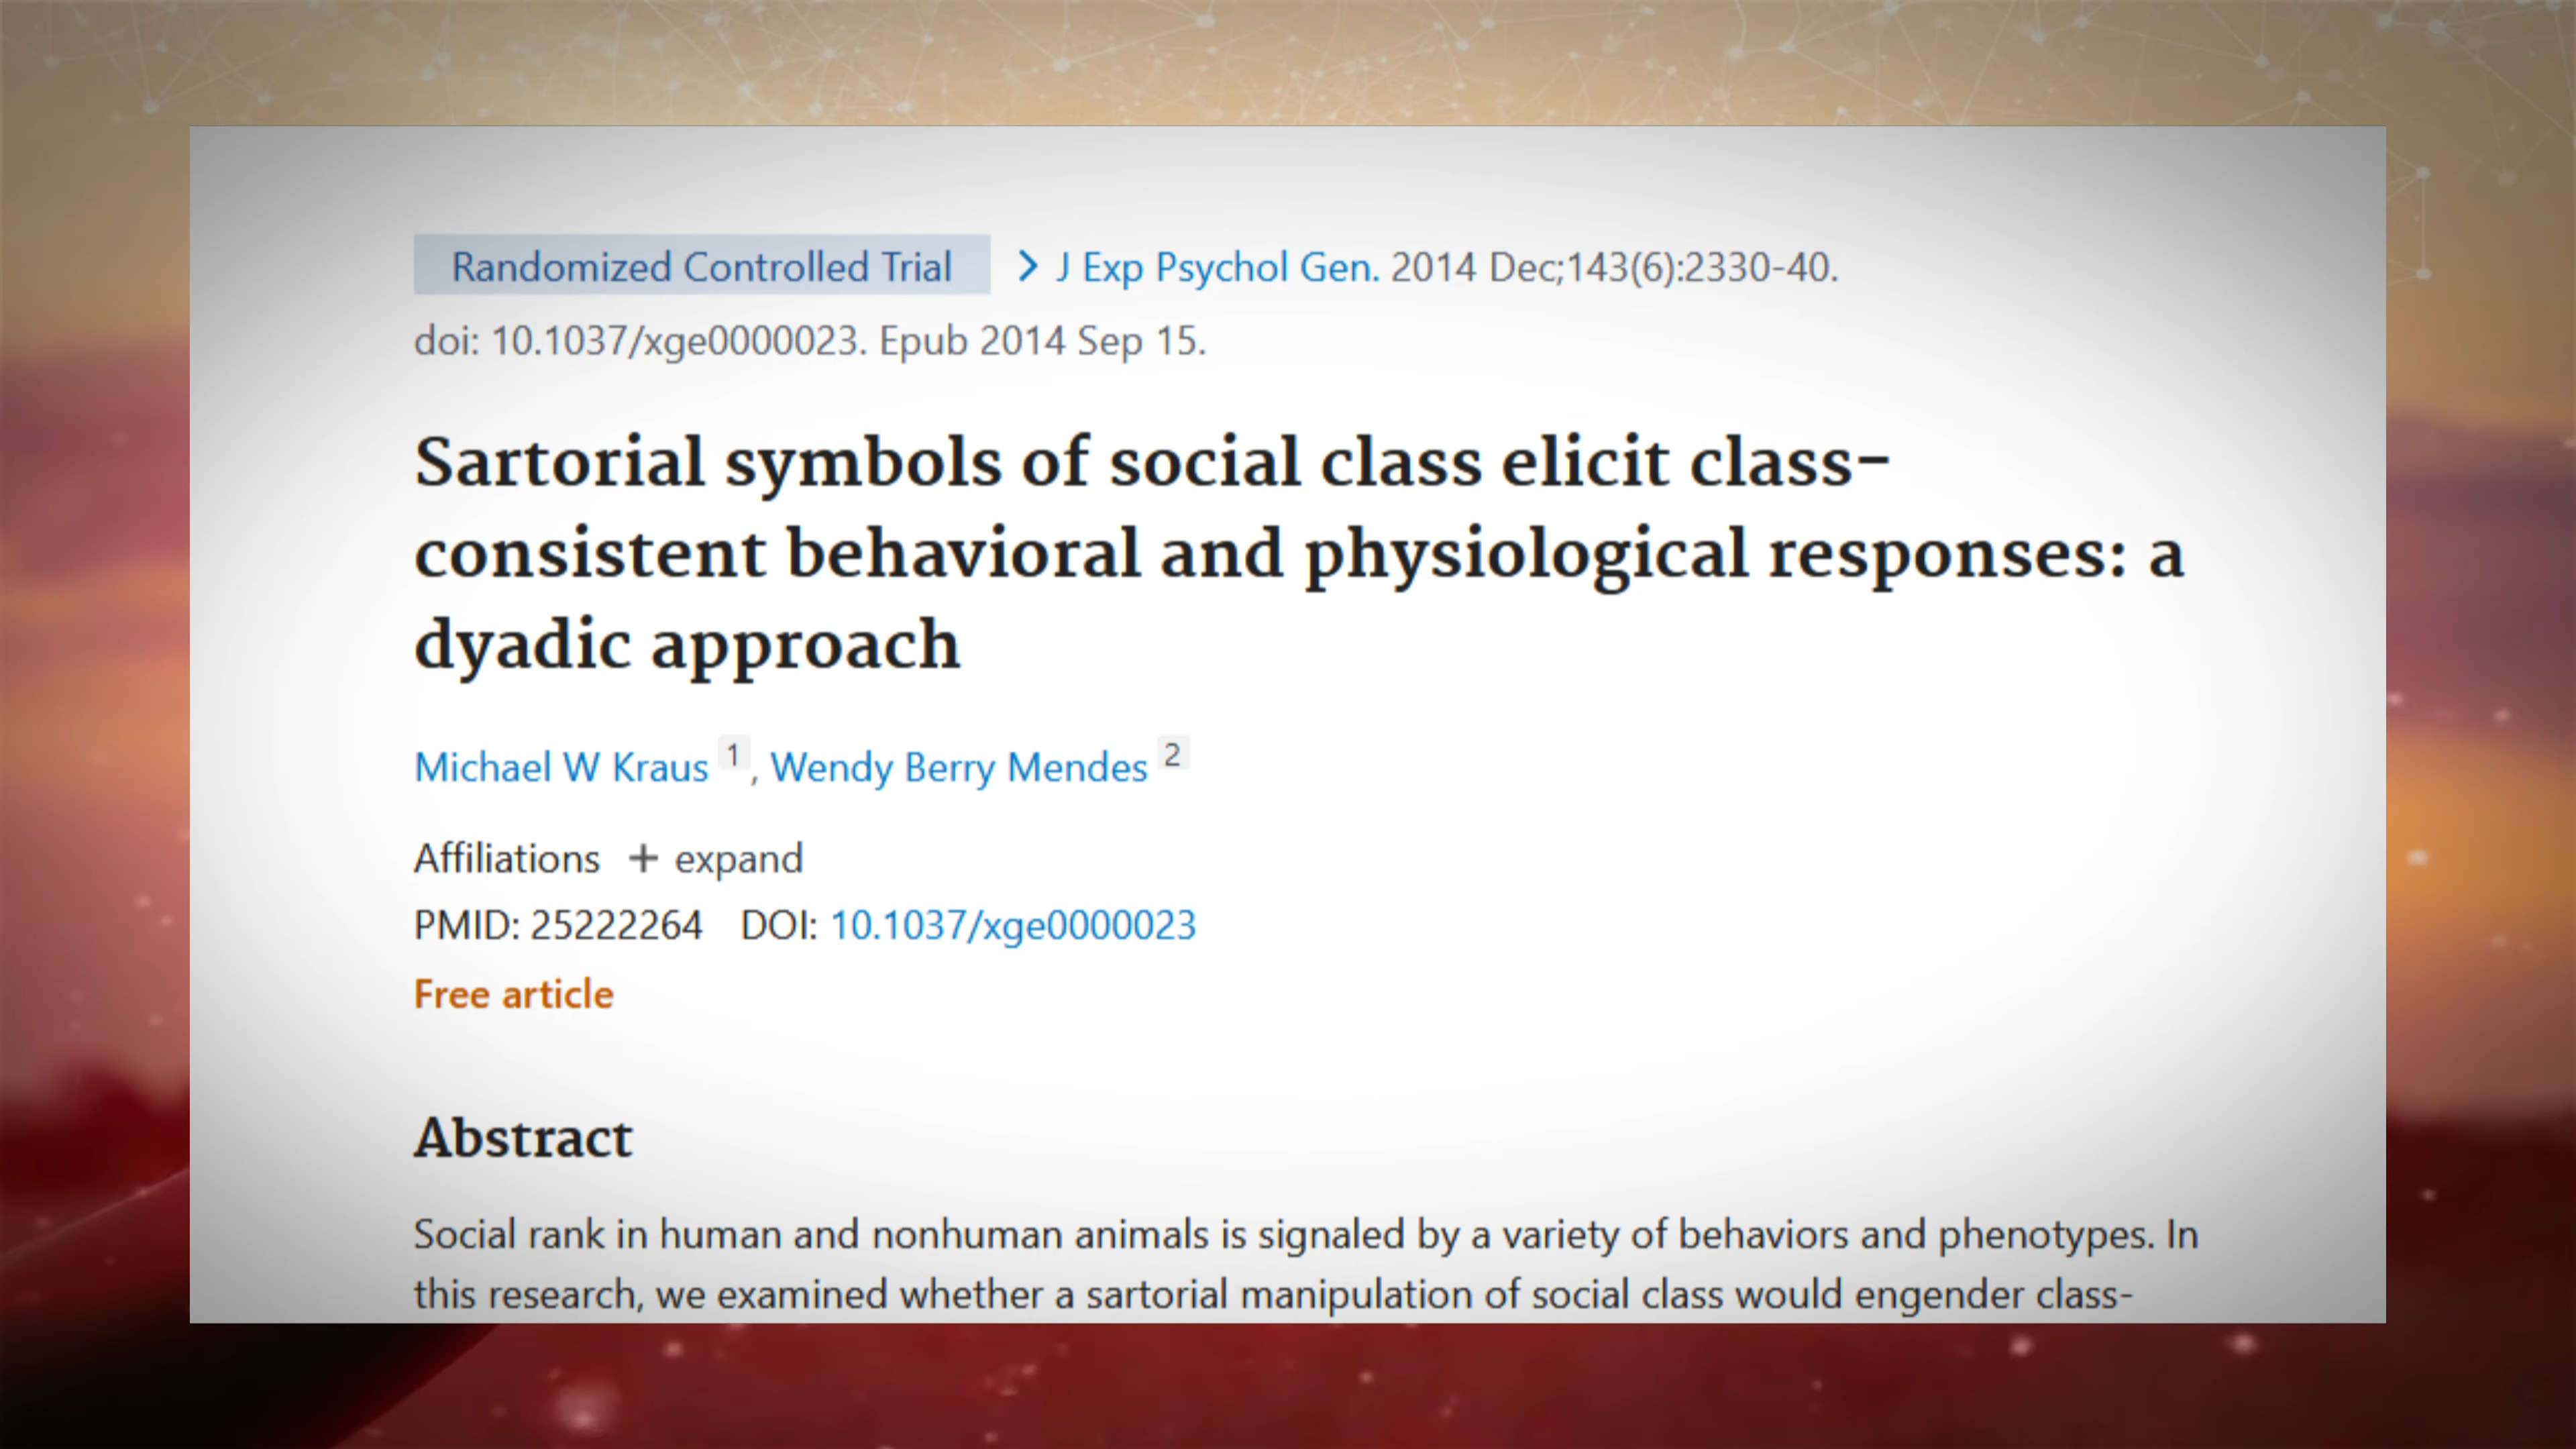 Randomized Controlled Trial > J Exp Psychol Gen. 2014 Dec;143(6):2330-40.
doi: 10.1037/xge0000023. Epub 2014 Sep 15.
Sartorial symbols of social class elicit class-
consistent behavioral and physiological responses: a
dyadic approach
Michael W Kraus 1, Wendy Berry Mendes 2
Affiliations + expand
PMID: 25222264 DOI: 10.1037/xge0000023
Free article
Abstract
Social rank in human and nonhuman animals is signaled by a variety of behaviors and phenotypes. In
this research, we examined whether a sartorial manipulation of social class would engender class-